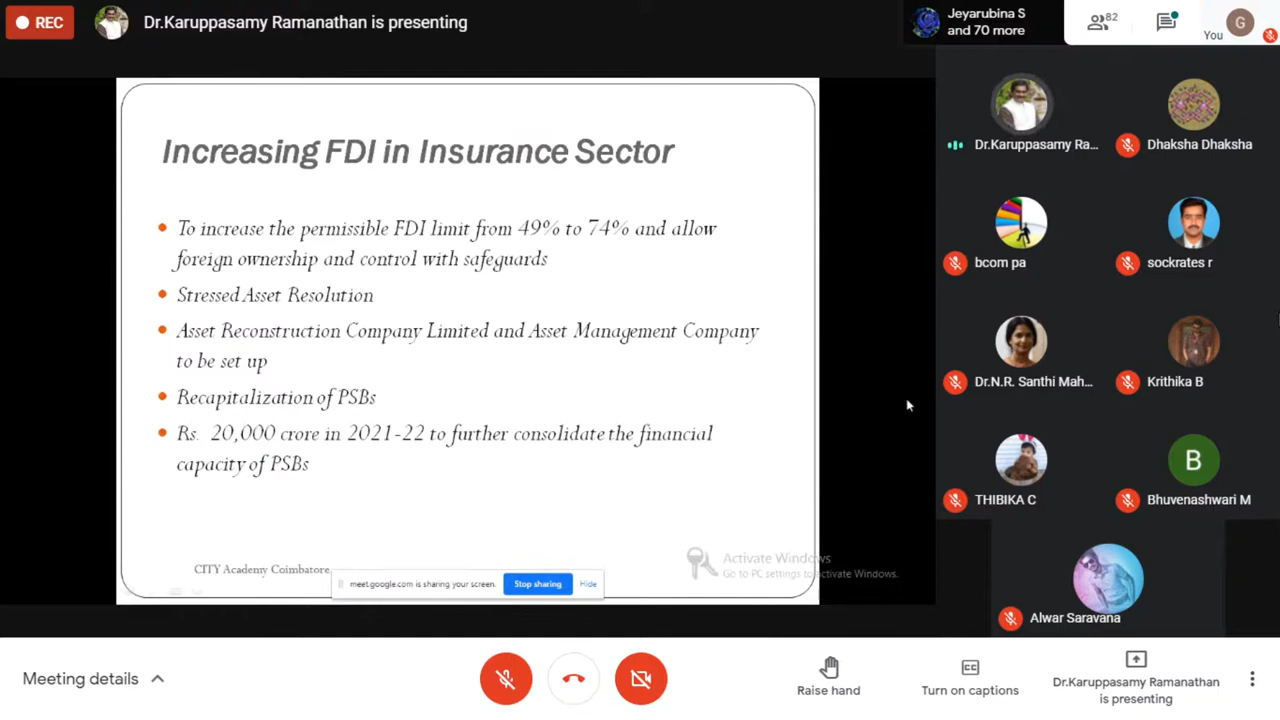 REC
Dr.Karuppasamy Ramanathan is presenting
Jeyarubina S
and 70 more
82
You
G
Increasing FDI in Insurance Sector
• To increase the permissible FDI limit from 49% to 74% and allow
foreign ownership and control with safeguards
• Stressed Asset Resolution
• Asset Reconstruction Company Limited and Asset Management Company
to be set up
• Recapitalization of PSBs
• Rs. 20,000 crore in 2021-22 to further consolidate the financial
capacity of PSBs
CITY Academy Coimbatore.
meet.google.com is sharing your screen.
Stop sharing
Hide
Activate Windows
Go to PC settings to activate Windows.
Dr.Karuppasamy Ra...
Dhaksha Dhaksha
bcom pa
sockrates r
Dr.N.R. Santhi Mah...
Krithika B
THIBIKA C
B
Bhuvenashwari M
Alwar Saravana
Meeting details
Raise hand
CC
Turn on captions
Dr.Karuppasamy Ramanathan
is presenting